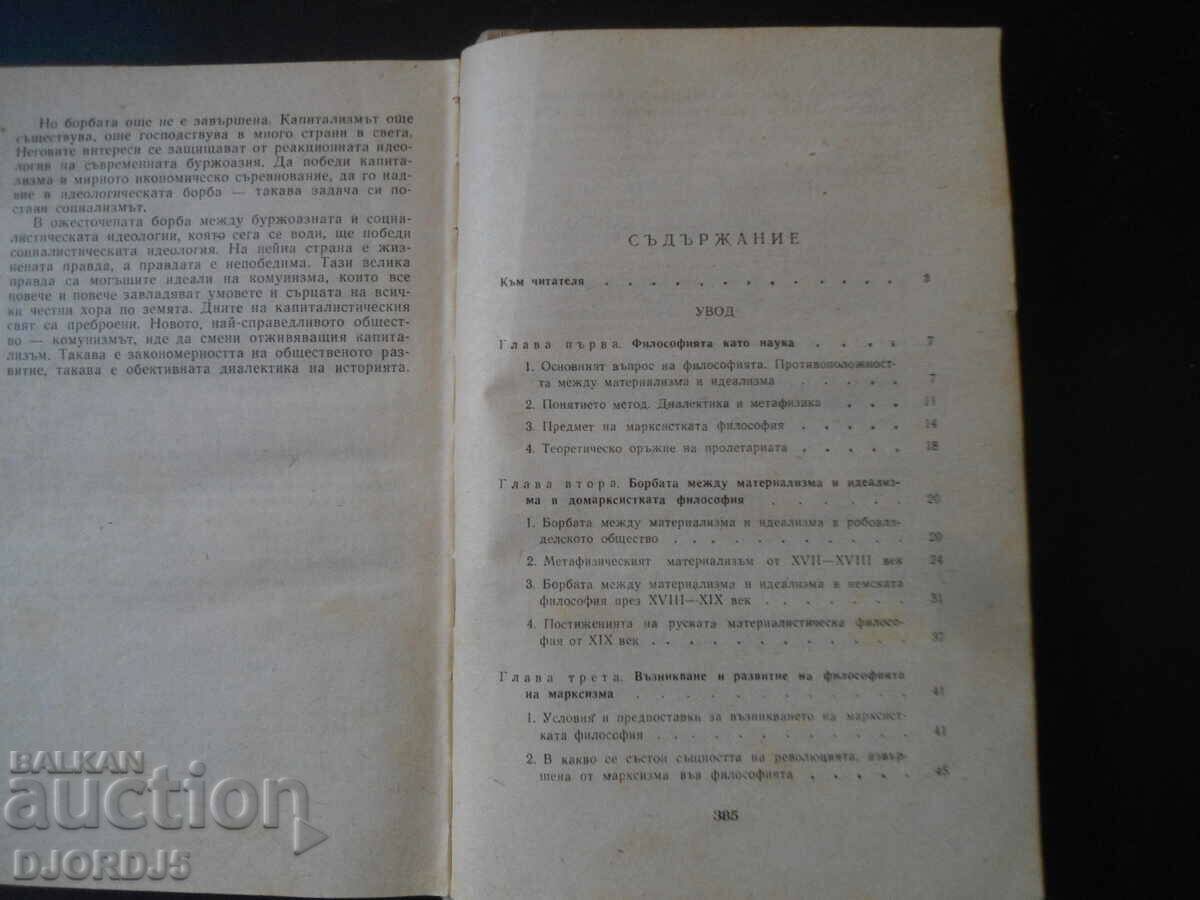 Но борбата още не е завършена. Капитализмът още
съществува, още господствува в много страни в света.
Неговите интереси се защищават от реакционната идео-
логия на съвременната буржоазия. Да победи капита-
лизма в мирното икономическо съревнование, да го над-
вие в идеологическата борба — такава задача си по-
ставя социализмът.
В ожесточената борба между буржоазната и социа-
листическата идеологии, която сега се води, ще победи
социалистическата идеология. На нейна страна е жиз-
нената правда, а правдата е непобедима. Тази велика
правда са могъщите идеали на комунизма, които все
повече и повече завладяват умовете и сърцата на всич-
ки честни хора по земята. Дните на капиталистическия
свят са преброени. Новото, най-справедливото общест-
во — комунизмът, иде да смени отживяващия капита-
лизъм. Такава е закономерността на общественото раз-
витие, такава е обективната диалектика на историята.
СЪДЪРЖАНИЕ
Към читателя . . . . . . . . . . . . . 3
УВОД
Глава първа. Философията като наука . . . . 7
1. Основният въпрос на философията. Противоположност-
та между материализма и идеализма . . . . . 7
2. Понятието метод. Диалектика и метафизика . . . 11
3. Предмет на марксистката философия . . . . . 14
4. Теоретическо оръжие на пролетариата . . . . . 18
Глава втора. Борбата между материализма и идеализ-
ма в домарксистката философия . . . . . . 20
1. Борбата между материализма и идеализма в робовла-
делското общество . . . . . . . . . . . 20
2. Метафизическият материализъм от XVII—XVIII век 24
3. Борбата между материализма и идеализма в немската
философия през XVIII—XIX век . . . . . . . 31
4. Постиженията на руската материалистическа филосо-
фия от XIX век . . . . . . . . . . . . 37
Глава трета. Възникване и развитие на философията
на марксизма . . . . . . . . . . . . . 41
1. Условия и предпоставки за възникването на марксист-
ката философия . . . . . . . . . . . . 41
2. В какво се състои същността на революцията, извър-
шена от марксизма във философията . . . . . 45
385
BALKAN
auction
DJORDJ5